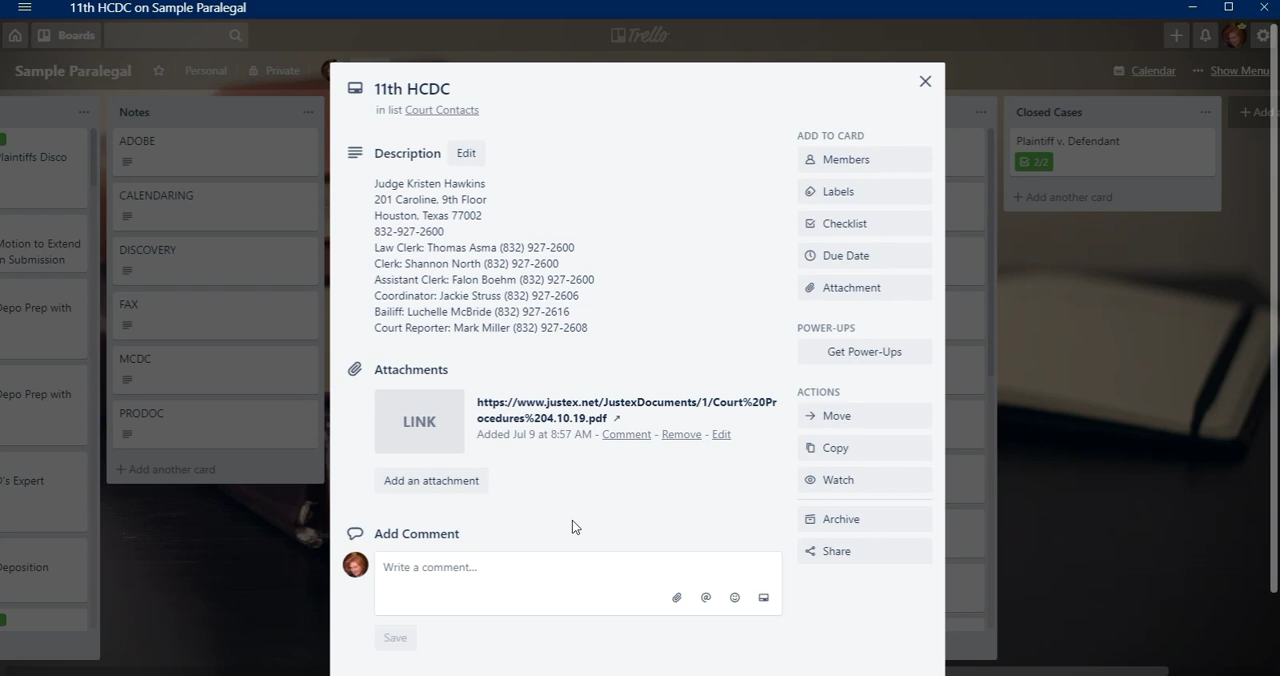 11th HCDC on Sample Paralegal
Boards
Trello
Sample Paralegal
Personal
Private
Calendar
Show Menu
laintiffs Disco
Motion to Extend
n Submission
epo Prep with
epo Prep with
's Expert
eposition
Notes
ADOBE
CALENDARING
DISCOVERY
FAX
MCDC
PRODOC
+ Add another card
11th HCDC
in list Court Contacts
Description Edit
Judge Kristen Hawkins
201 Caroline, 9th Floor
Houston, Texas 77002
832-927-2600
Law Clerk: Thomas Asma (832) 927-2600
Clerk: Shannon North (832) 927-2600
Assistant Clerk: Falon Boehm (832) 927-2600
Coordinator: Jackie Struss (832) 927-2606
Bailiff: Luchelle McBride (832) 927-2616
Court Reporter: Mark Miller (832) 927-2608
Attachments
LINK
https://www.justex.net/JustexDocuments/1/Court%20Pr
ocedures%204.10.19.pdf ↗
Added Jul 9 at 8:57 AM - Comment - Remove - Edit
Add an attachment
Add Comment
Write a comment...
Save
ADD TO CARD
Members
Labels
Checklist
Due Date
Attachment
POWER-UPS
Get Power-Ups
ACTIONS
Move
Copy
Watch
Archive
Share
Closed Cases
Plaintiff v. Defendant
2/2
+ Add another card
+ Add